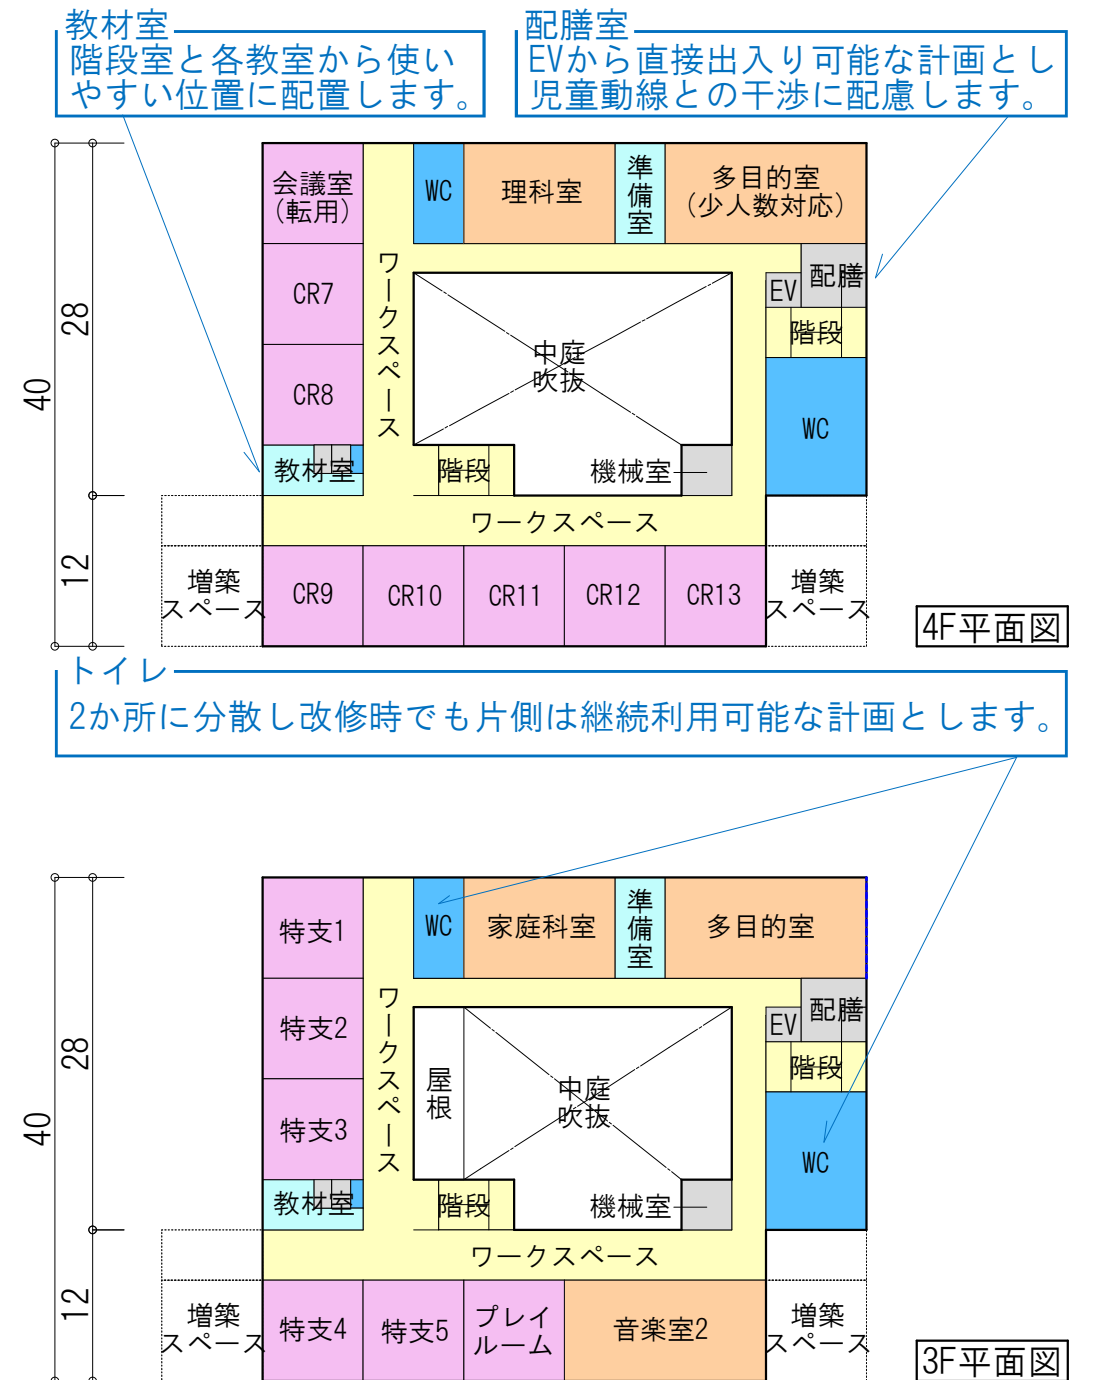 教材室
階段室と各教室から使い
やすい位置に配置します。
配膳室
EVから直接出入り可能な計画とし
児童動線との干渉に配慮します。
会議室
(転用)
WC
理科室
準備室
多目的室
(少人数対応)
CR7
ワークスペース
EV
配膳
階段
28
40
中庭
吹抜
CR8
WC
教材室
階段
機械室
ワークスペース
12
増築
スペース
CR9
CR10
CR11
CR12
CR13
増築
スペース
4F平面図
トイレ
2か所に分散し改修時でも片側は継続利用可能な計画とします。
特支1
WC
家庭科室
準備室
多目的室
特支2
ワークスペース
EV
配膳
階段
28
40
屋根
中庭
吹抜
特支3
WC
教材室
階段
機械室
ワークスペース
12
増築
スペース
特支4
特支5
プレイ
ルーム
音楽室2
増築
スペース
3F平面図